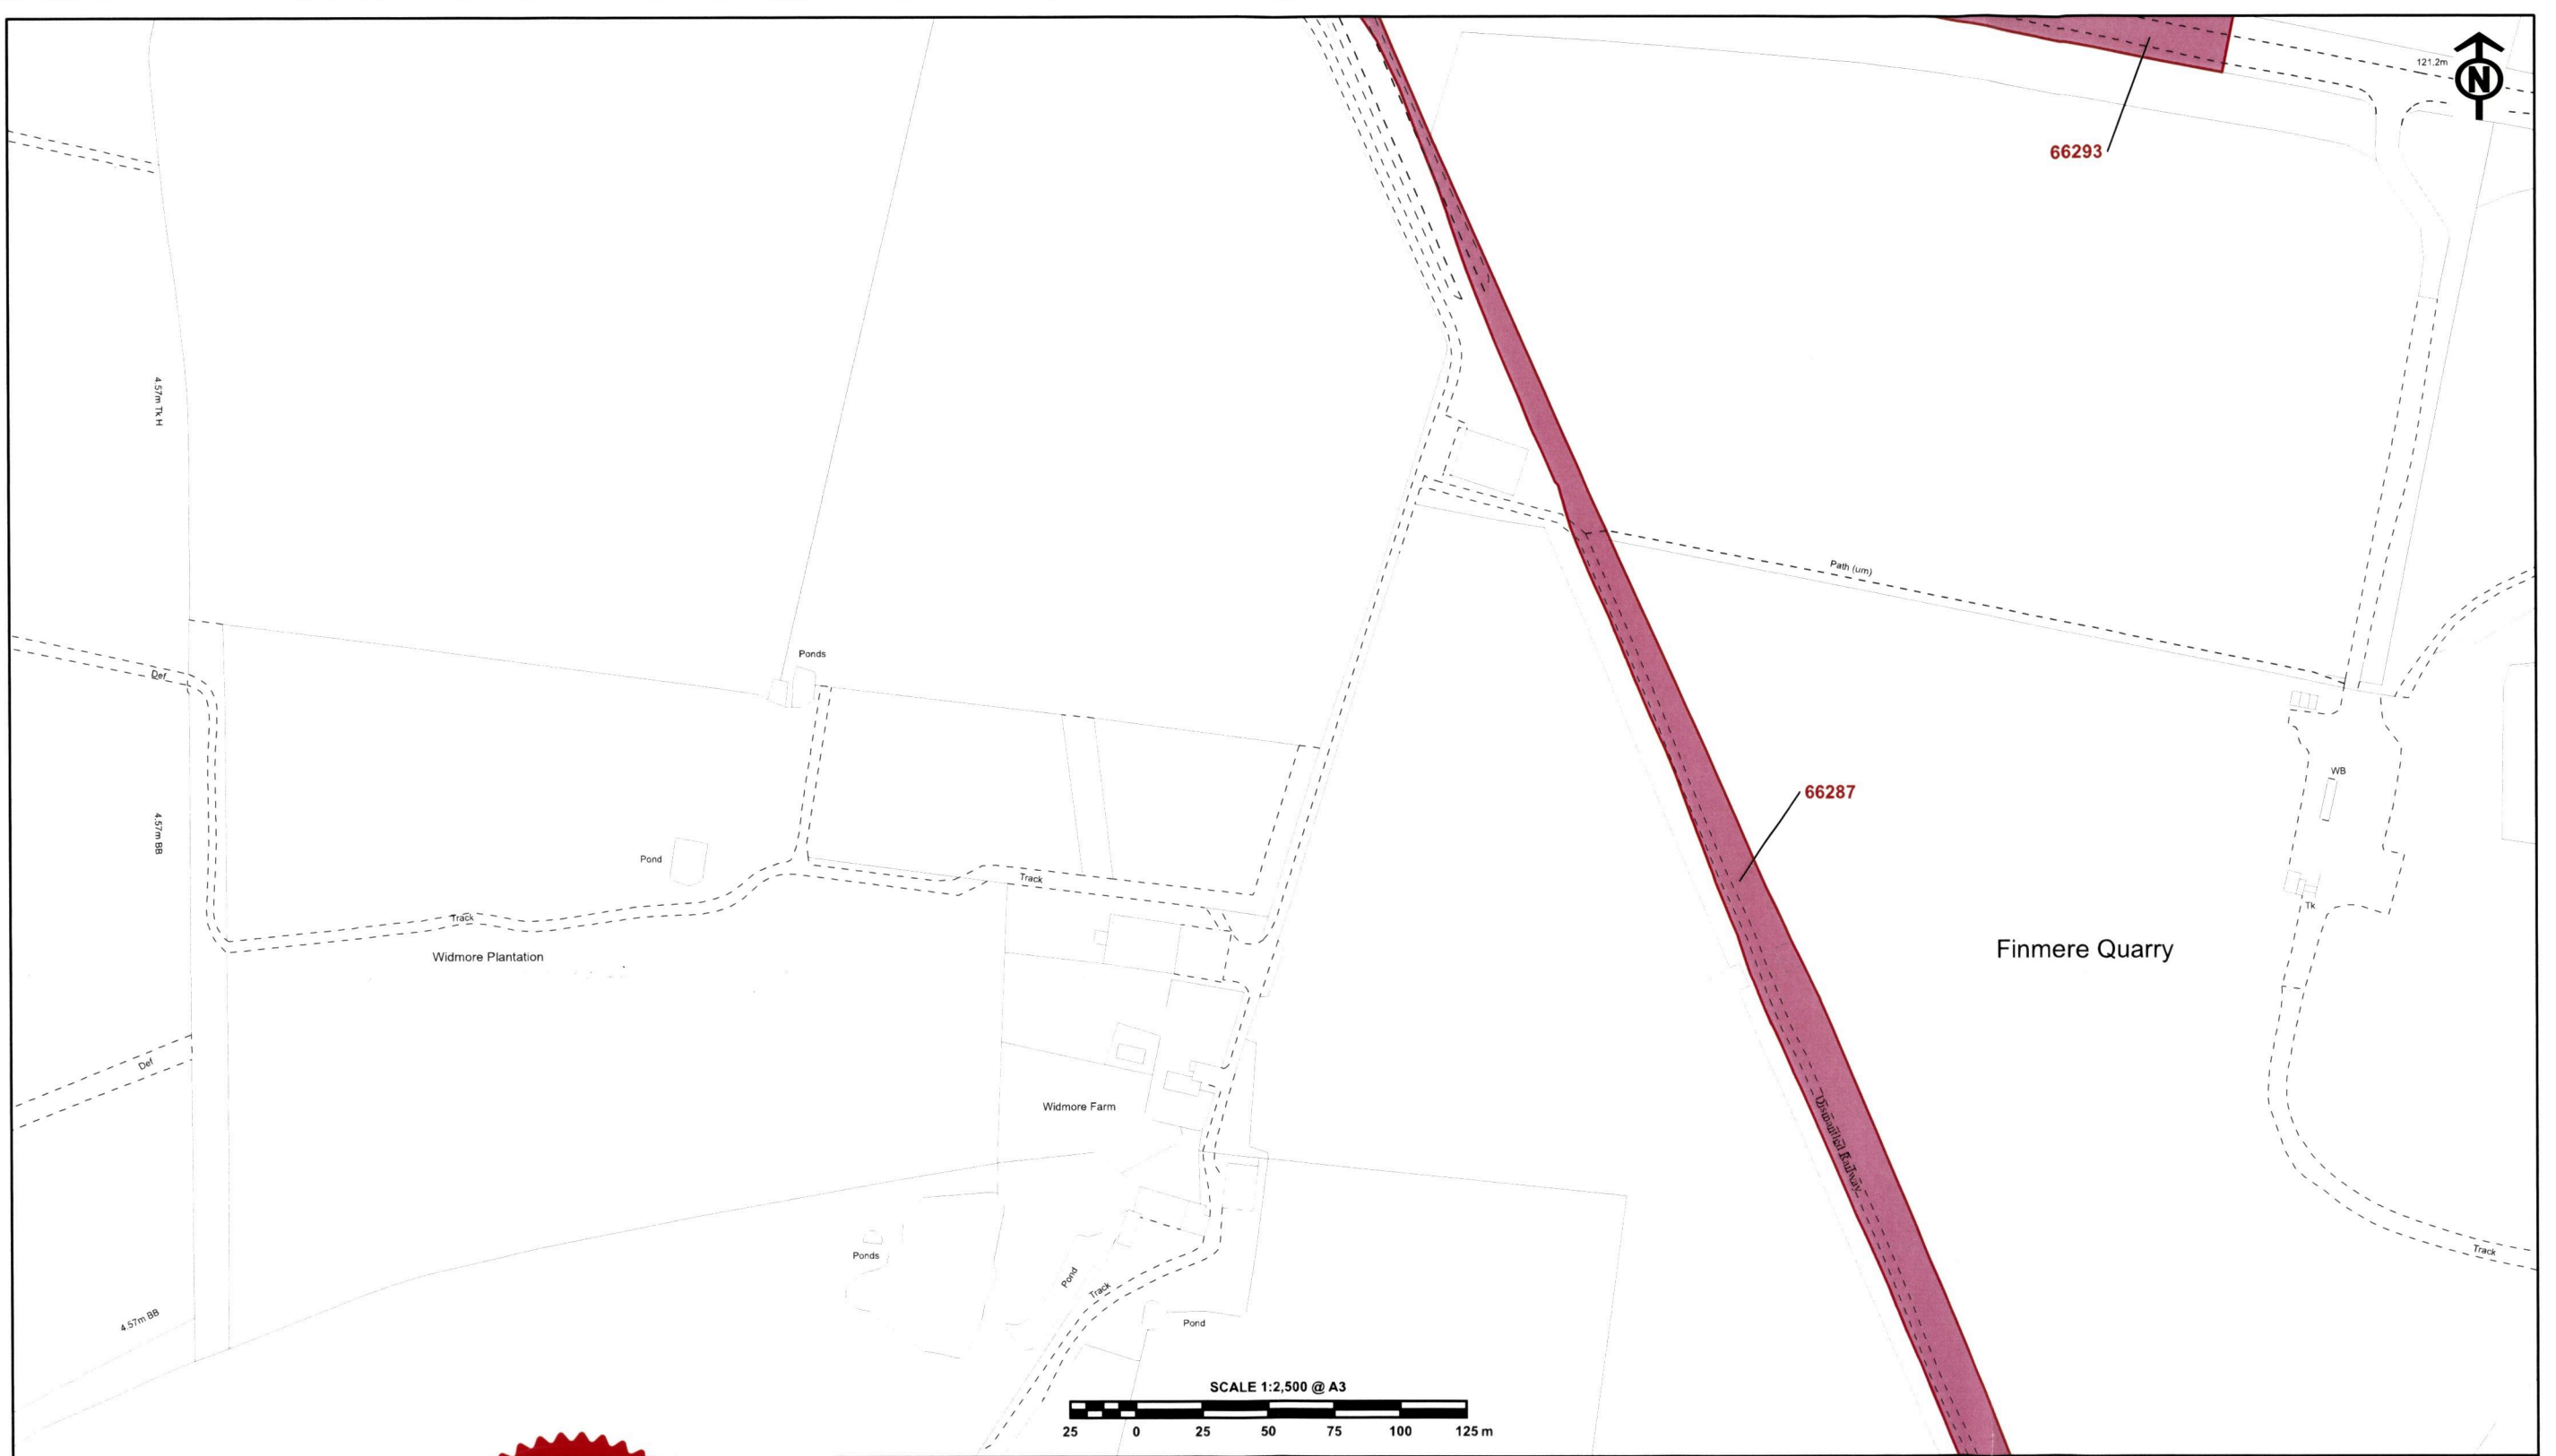 121.2m
N
66293
4.57m Tk H
Path (um)
Ponds
Def
66287
WB
4.57m BB
Pond
Track
Track
Tk
Widmore Plantation
Finmere Quarry
Def
Widmore Farm
Dismantled Railway
Ponds
Pond
Track
Track
4.57m BB
Pond
SCALE 1:2,500 @ A3
25 0 25 50 75 100 125 m